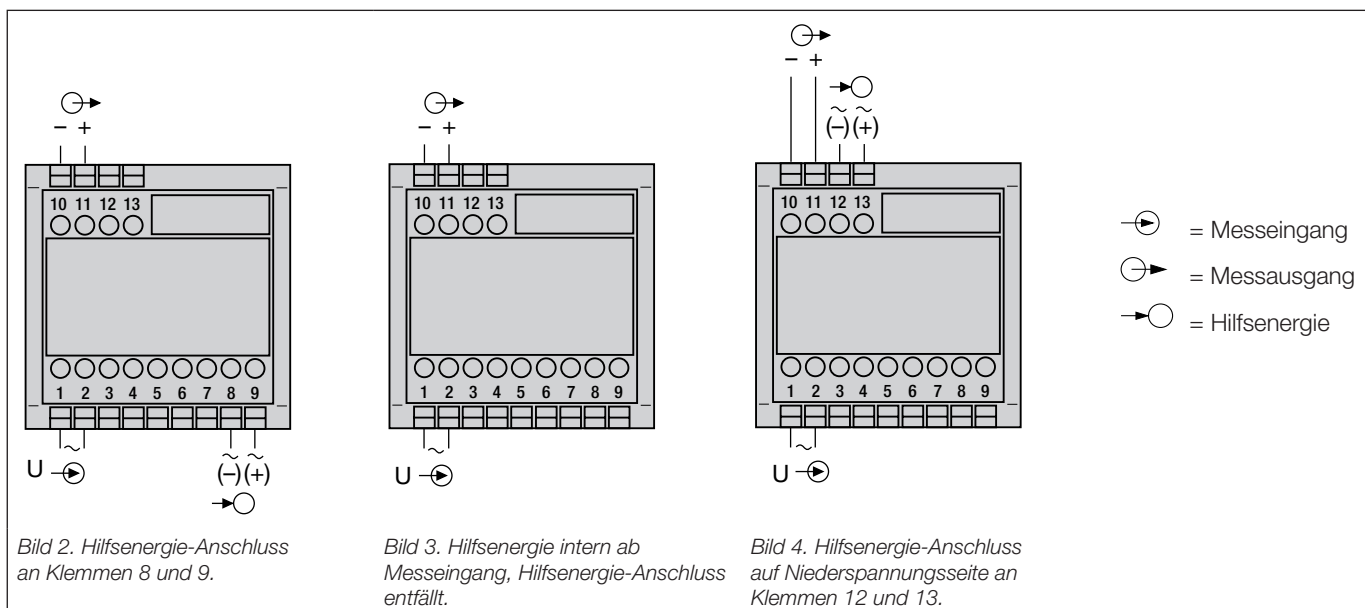 − +
10 11 12 13
1 2 3 4 5 6 7 8 9
~
U
~ ~
(−) (+)
Bild 2. Hilfsenergie-Anschluss
an Klemmen 8 und 9.
− +
10 11 12 13
1 2 3 4 5 6 7 8 9
~
U
Bild 3. Hilfsenergie intern ab
Messeingang, Hilfsenergie-Anschluss
entfällt.
− +
~ ~
(−) (+)
10 11 12 13
1 2 3 4 5 6 7 8 9
~
U
Bild 4. Hilfsenergie-Anschluss
auf Niederspannungsseite an
Klemmen 12 und 13.
= Messeingang
= Messausgang
= Hilfsenergie